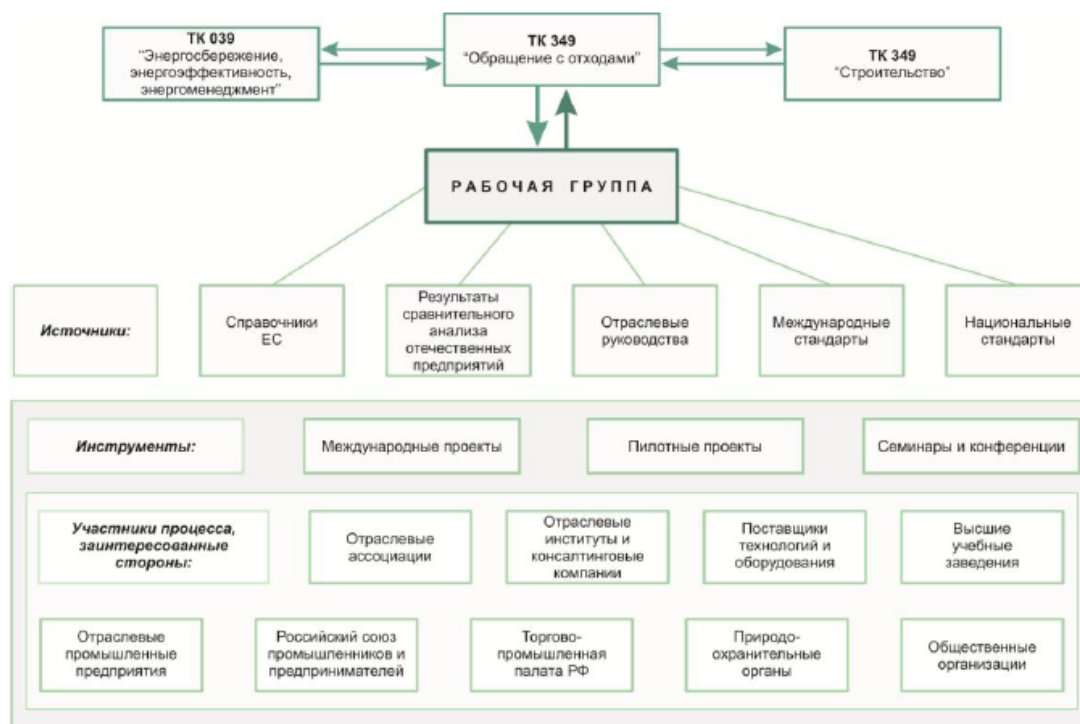 ТК 039
“Энергосбережение,
энергоэффективность,
энергоменеджмент”
ТК 349
“Обращение с отходами”
ТК 349
“Строительство”
РАБОЧАЯ ГРУППА
Источники:
Справочники
ЕС
Результаты
сравнительного
анализа
отечественных
предприятий
Отраслевые
руководства
Международные
стандарты
Национальные
стандарты
Инструменты:
Международные проекты
Пилотные проекты
Семинары и конференции
Участники процесса,
заинтересованные
стороны:
Отраслевые
ассоциации
Отраслевые
институты и
консалтинговые
компании
Поставщики
технологий и
оборудования
Высшие
учебные
заведения
Отраслевые
промышленные
предприятия
Российский союз
промышленников и
предпринимателей
Торгово-
промышленная
палата РФ
Природо-
охранительные
органы
Общественные
организации